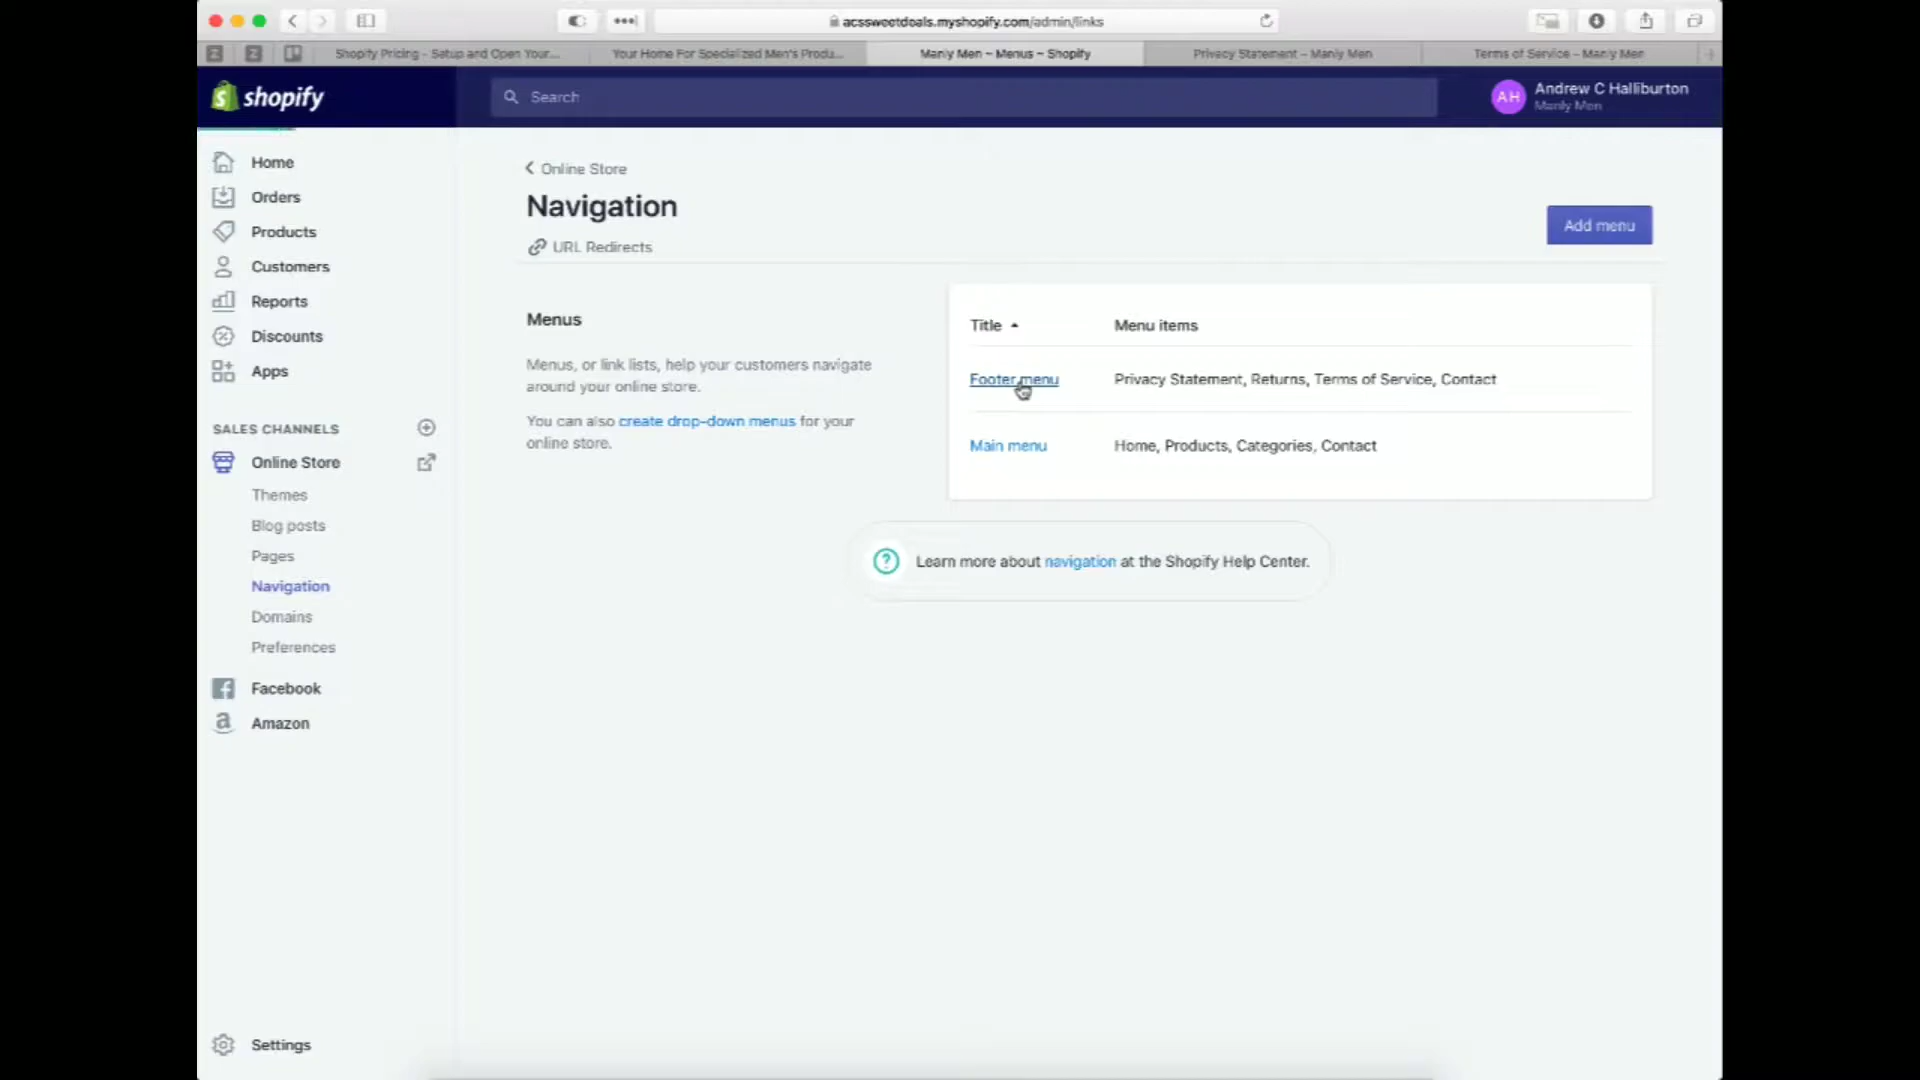 acssweetdeals.myshopify.com/admin/links
Shopify Pricing - Setup and Open Your...
Your Home For Specialized Men's Produ...
Manly Men ~ Menus ~ Shopify
Privacy Statement – Manly Men
Terms of Service – Manly Men
shopify
Search
AH
Andrew C Halliburton
Manly Men
Home
Orders
Products
Customers
Reports
Discounts
Apps
SALES CHANNELS
Online Store
Themes
Blog posts
Pages
Navigation
Domains
Preferences
Facebook
Amazon
Settings
Online Store
Navigation
Add menu
URL Redirects
Menus
Menus, or link lists, help your customers navigate
around your online store.
You can also create drop-down menus for your
online store.
Title
Menu items
Footer menu
Privacy Statement, Returns, Terms of Service, Contact
Main menu
Home, Products, Categories, Contact
Learn more about navigation at the Shopify Help Center.